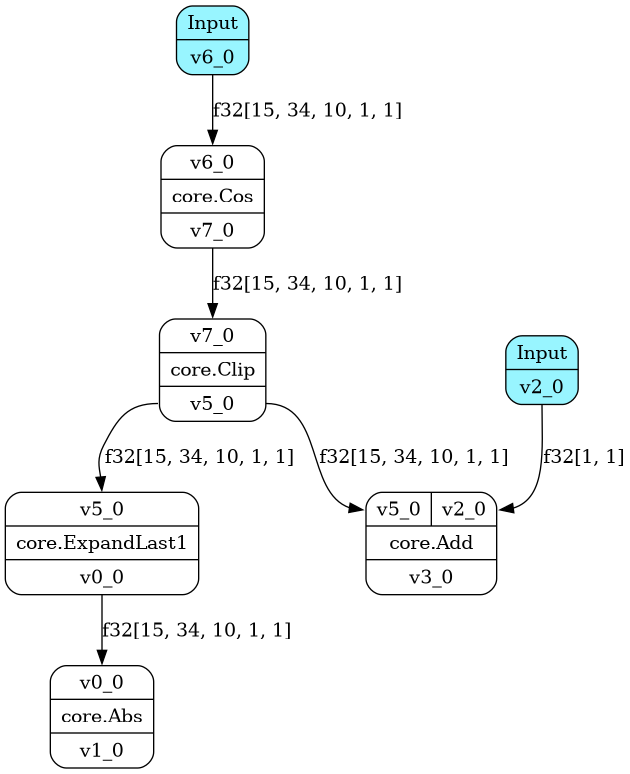 Input
v6_0
f32[15, 34, 10, 1, 1]
v6_0
core.Cos
v7_0
f32[15, 34, 10, 1, 1]
v7_0
core.Clip
v5_0
Input
v2_0
f32[15, 34, 10, 1, 1]
f32[15, 34, 10, 1, 1]
f32[1, 1]
v5_0
core.ExpandLast1
v0_0
v5_0 v2_0
core.Add
v3_0
f32[15, 34, 10, 1, 1]
v0_0
core.Abs
v1_0